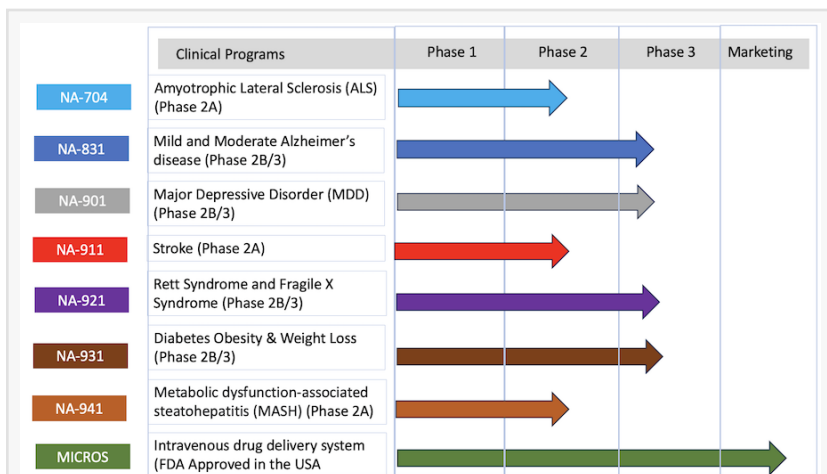 Clinical Programs Phase 1 Phase 2 Phase 3 Marketing
NA-704
Amyotrophic Lateral Sclerosis (ALS)
(Phase 2A)
NA-831
Mild and Moderate Alzheimer’s
disease (Phase 2B/3)
NA-901
Major Depressive Disorder (MDD)
(Phase 2B/3)
NA-911
Stroke (Phase 2A)
NA-921
Rett Syndrome and Fragile X
Syndrome (Phase 2B/3)
NA-931
Diabetes Obesity & Weight Loss
(Phase 2B/3)
NA-941
Metabolic dysfunction-associated
steatohepatitis (MASH) (Phase 2A)
MICROS
Intravenous drug delivery system
(FDA Approved in the USA